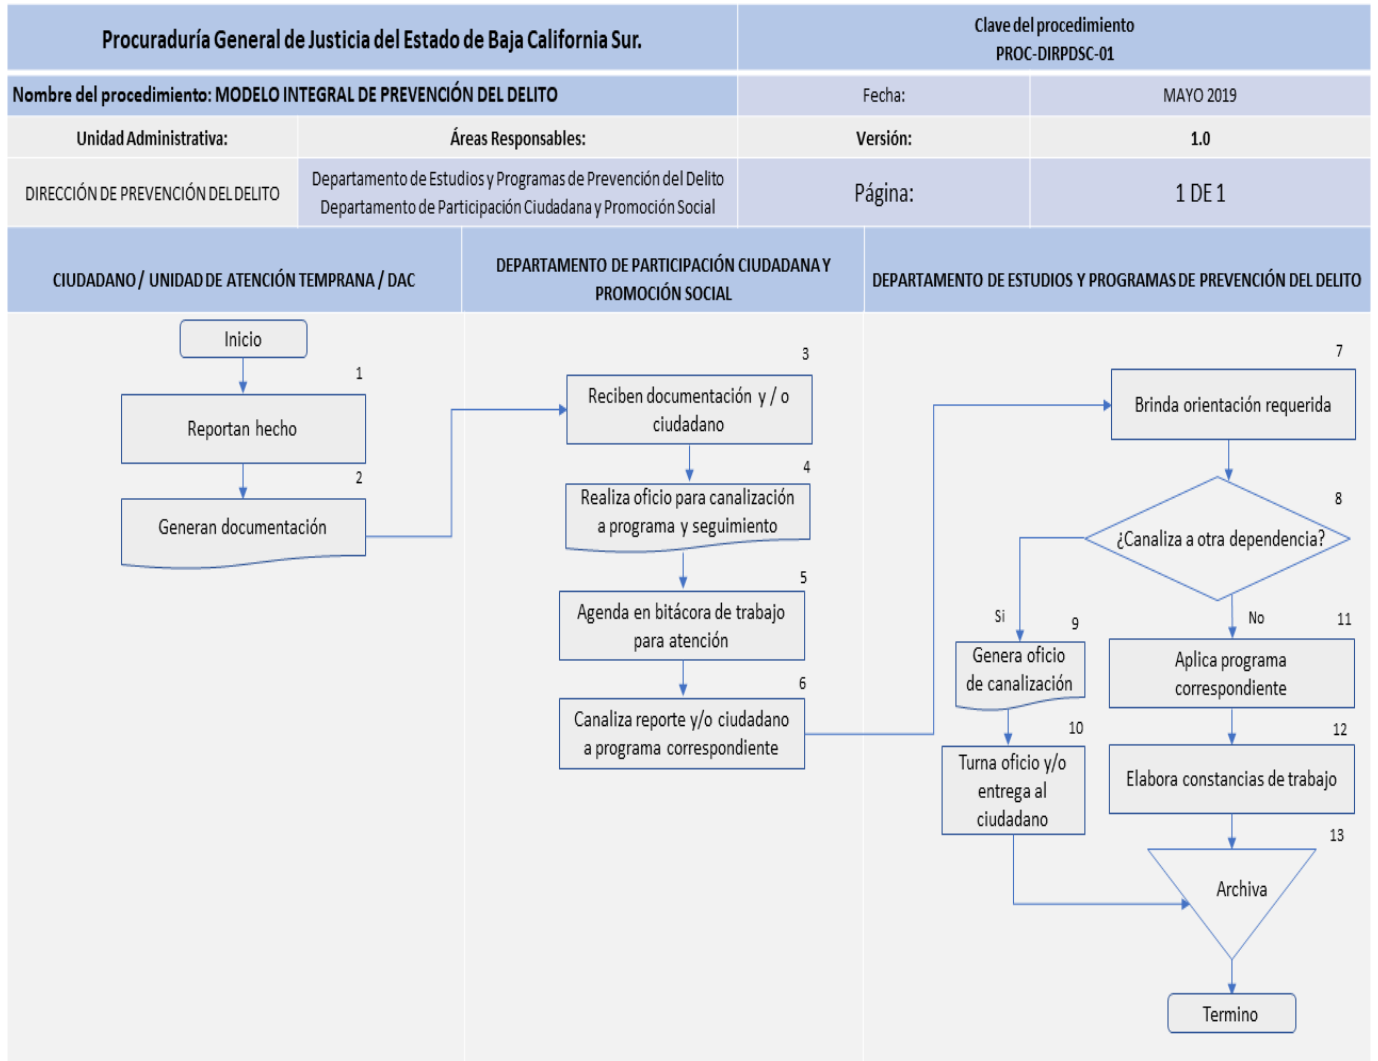 Procuraduría General de Justicia del Estado de Baja California Sur.
Clave del procedimiento
PROC-DIRPDSC-01
Nombre del procedimiento: MODELO INTEGRAL DE PREVENCIÓN DEL DELITO
Fecha:
MAYO 2019
Unidad Administrativa:
Áreas Responsables:
Versión:
1.0
DIRECCIÓN DE PREVENCIÓN DEL DELITO
Departamento de Estudios y Programas de Prevención del Delito
Departamento de Participación Ciudadana y Promoción Social
Página:
1 DE 1
CIUDADANO / UNIDAD DE ATENCIÓN TEMPRANA / DAC
DEPARTAMENTO DE PARTICIPACIÓN CIUDADANA Y
PROMOCIÓN SOCIAL
DEPARTAMENTO DE ESTUDIOS Y PROGRAMAS DE PREVENCIÓN DEL DELITO
Inicio
1
Reportan hecho
2
Generan documentación
3
Reciben documentación y / o
ciudadano
4
Realiza oficio para canalización
a programa y seguimiento
5
Agenda en bitácora de trabajo
para atención
6
Canaliza reporte y/o ciudadano
a programa correspondiente
7
Brinda orientación requerida
8
¿Canaliza a otra dependencia?
Si
9
Genera oficio
de canalización
10
Turna oficio y/o
entrega al
ciudadano
No
11
Aplica programa
correspondiente
12
Elabora constancias de trabajo
13
Archiva
Termino